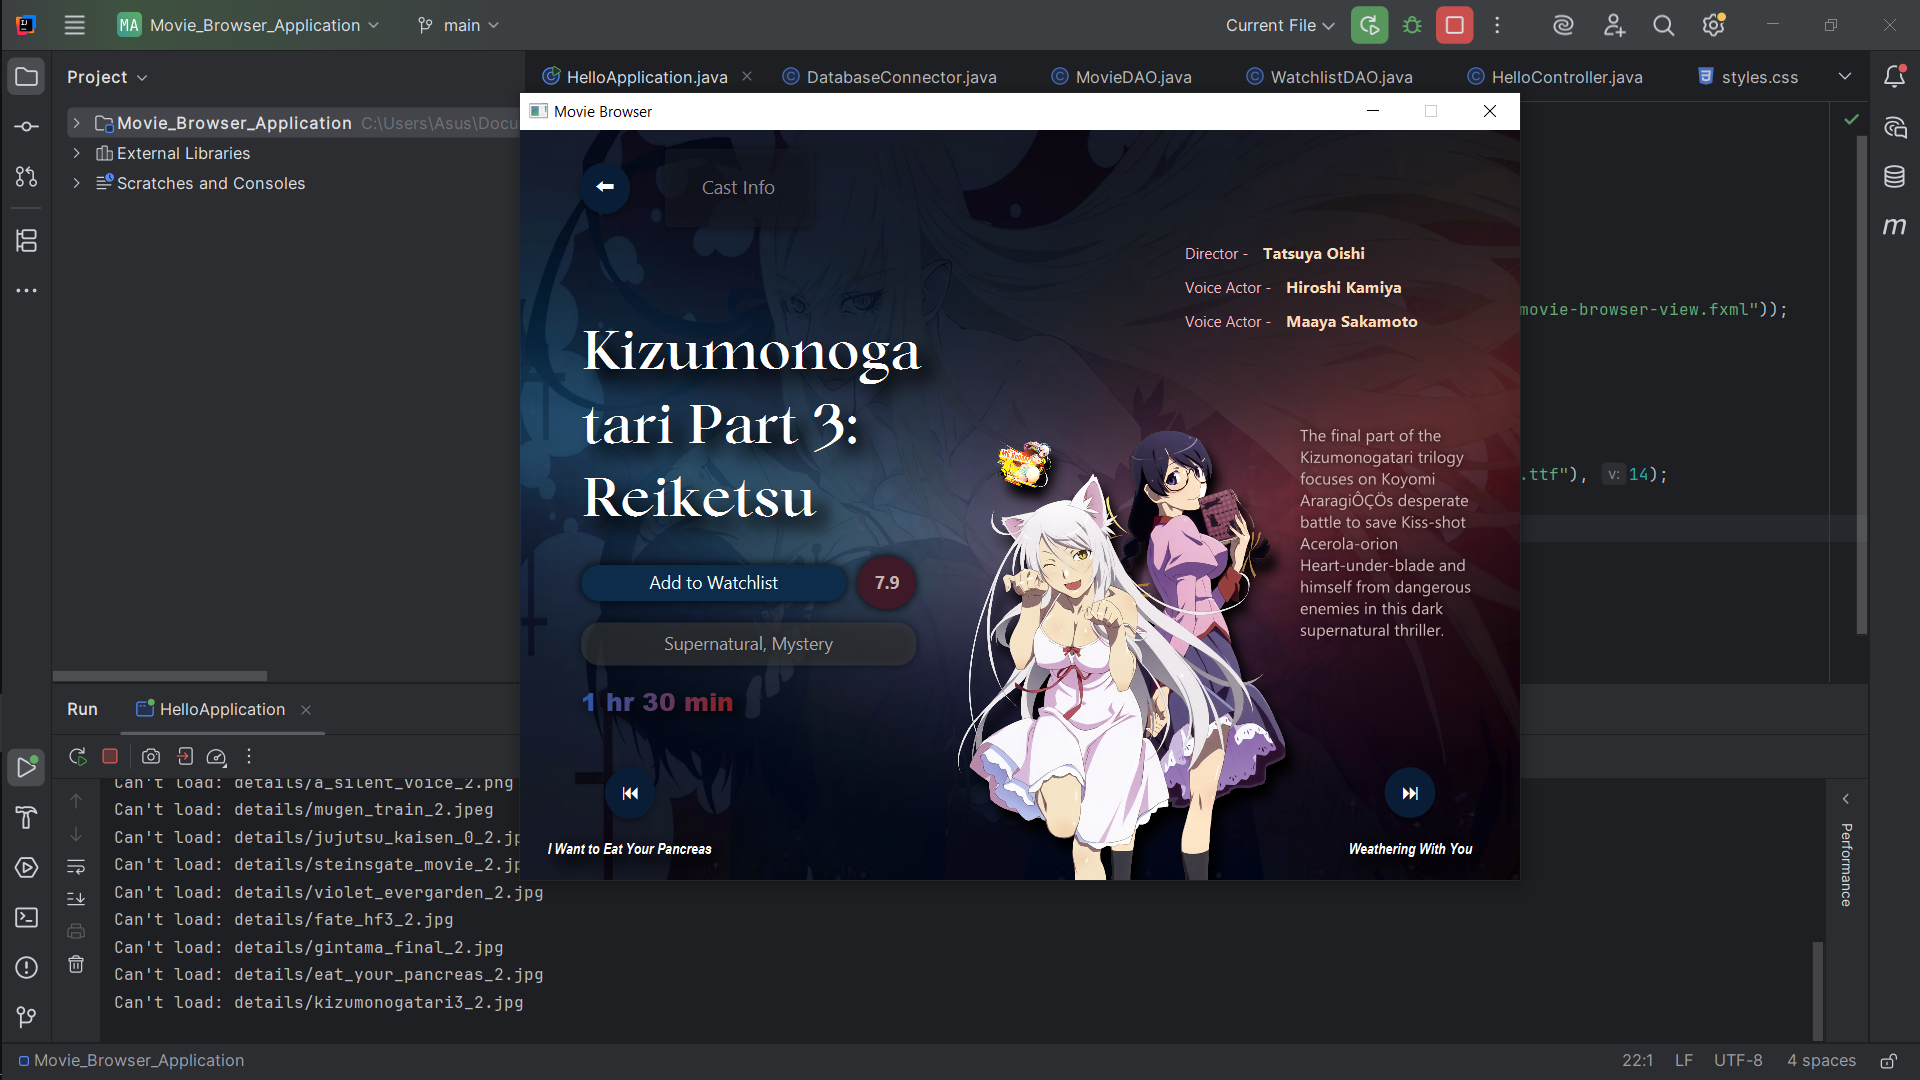 MA Movie_Browser_Application main Current File
Project HelloApplication.java DatabaseConnector.java MovieDAO.java WatchlistDAO.java HelloController.java styles.css
Movie_Browser_Application C:\Users\Asus\Docu
External Libraries
Scratches and Consoles
Movie Browser
Cast Info
Director - Tatsuya Oishi
Voice Actor - Hiroshi Kamiya
Voice Actor - Maaya Sakamoto
movie-browser-view.fxml"));
.ttf"), v: 14);
Kizumonoga
tari Part 3:
Reiketsu
Add to Watchlist 7.9
Supernatural, Mystery
1 hr 30 min
The final part of the
Kizumonogatari trilogy
focuses on Koyomi
AraragiÔÇÖs desperate
battle to save Kiss-shot
Acerola-orion
Heart-under-blade and
himself from dangerous
enemies in this dark
supernatural thriller.
I Want to Eat Your Pancreas
Weathering With You
Run HelloApplication
Can't load: details/a_silent_voice_2.png
Can't load: details/mugen_train_2.jpeg
Can't load: details/jujutsu_kaisen_0_2.jp
Can't load: details/steinsgate_movie_2.jp
Can't load: details/violet_evergarden_2.jpg
Can't load: details/fate_hf3_2.jpg
Can't load: details/gintama_final_2.jpg
Can't load: details/eat_your_pancreas_2.jpg
Can't load: details/kizumonogatari3_2.jpg
Performance
Movie_Browser_Application 22:1 LF UTF-8 4 spaces